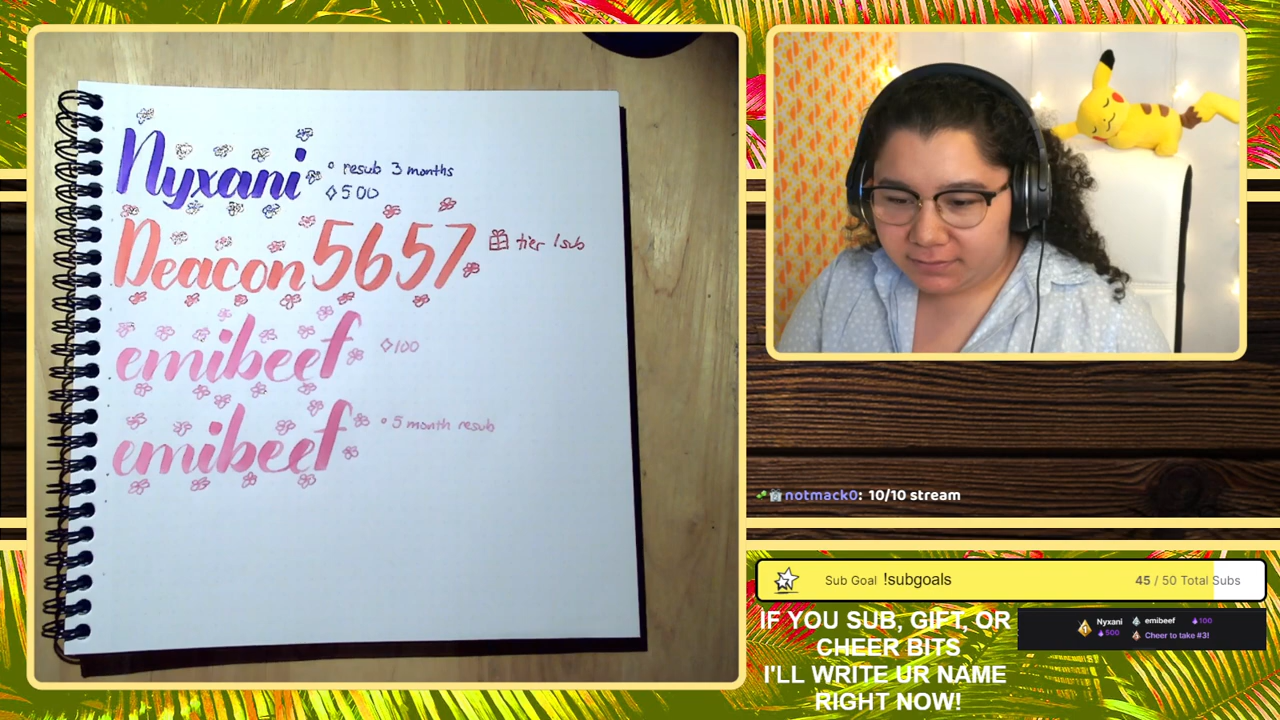 Nyxani
° resub 3 months
◊500
Deacon5657
tier 1 sub
emibeef
◊100
emibeef
° 5 month resub
notmack0: 10/10 stream
Sub Goal !subgoals
45 / 50 Total Subs
IF YOU SUB, GIFT, OR
CHEER BITS
I'LL WRITE UR NAME
RIGHT NOW!
1 Nyxani
500
emibeef 100
Cheer to take #3!